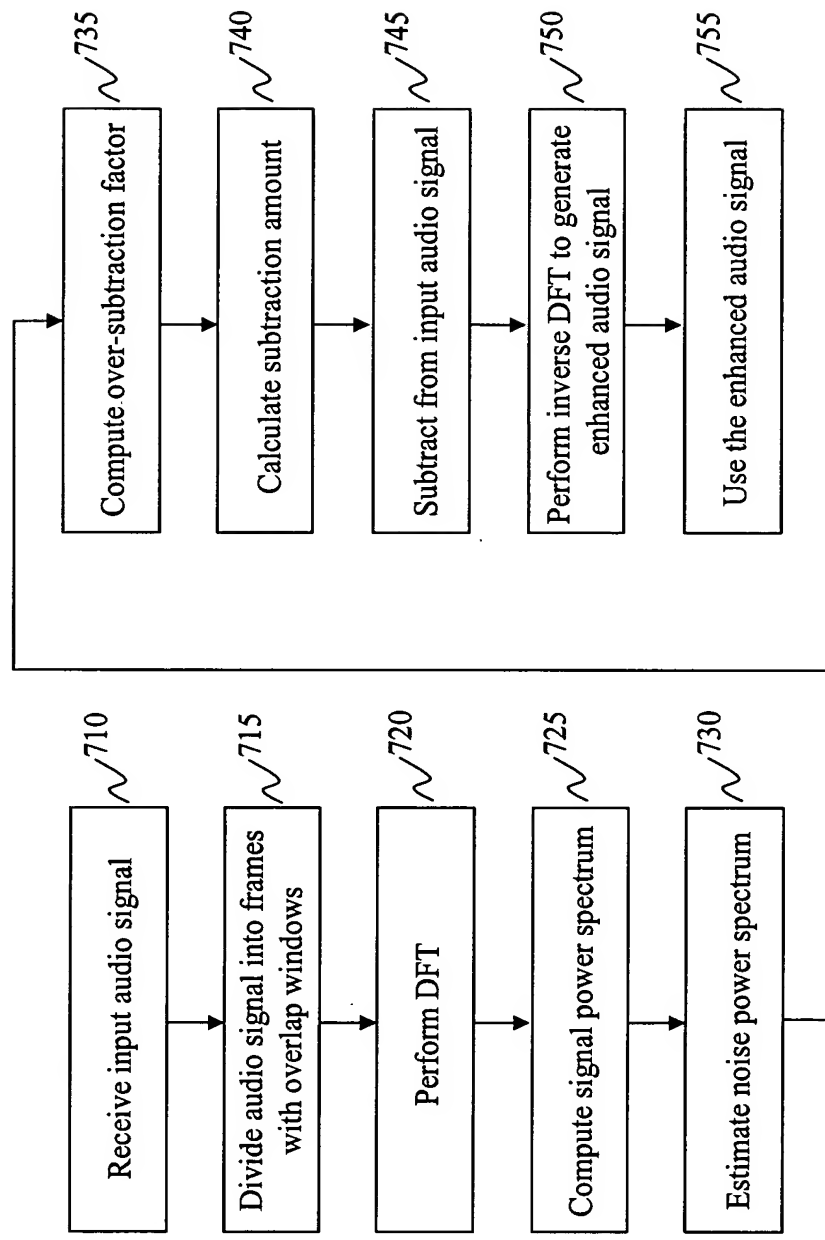 Receive input audio signal
710
Divide audio signal into frames
with overlap windows
715
Perform DFT
720
Compute signal power spectrum
725
Estimate noise power spectrum
730
Compute over-subtraction factor
735
Calculate subtraction amount
740
Subtract from input audio signal
745
Perform inverse DFT to generate
enhanced audio signal
750
Use the enhanced audio signal
755